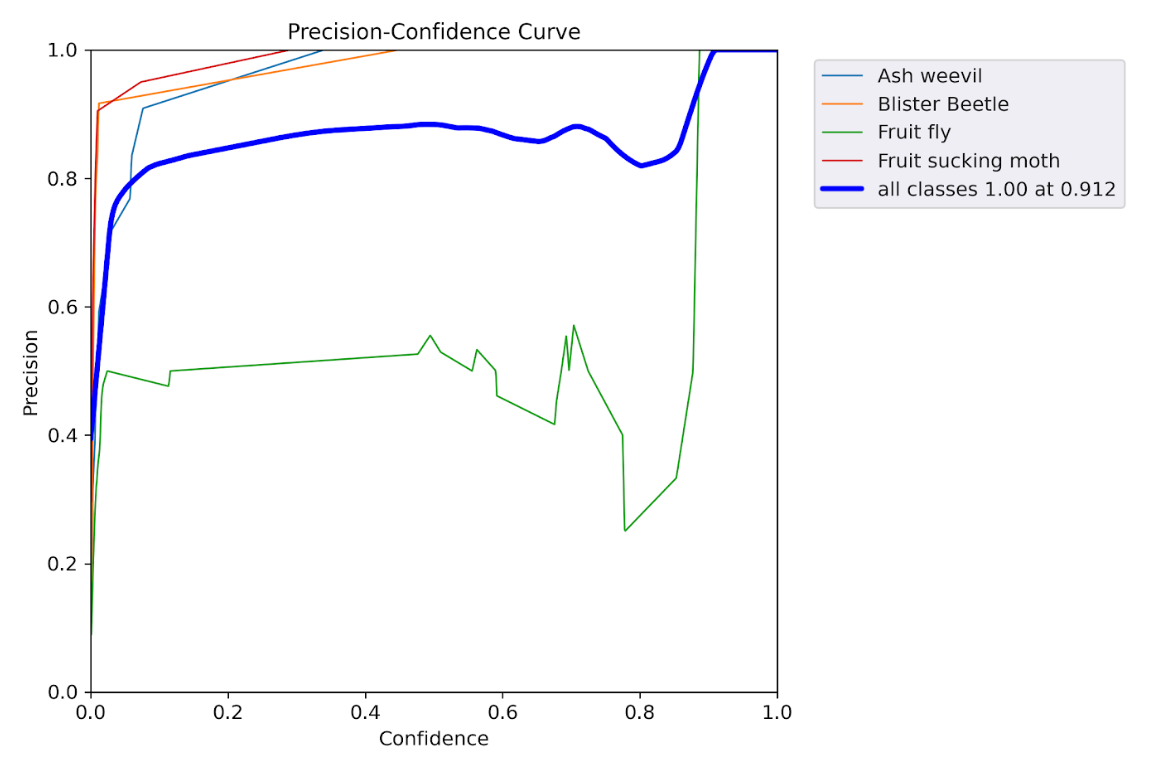 Precision-Confidence Curve
1.0
0.8
0.6
0.4
0.2
0.0
Precision
0.0 0.2 0.4 0.6 0.8 1.0
Confidence
Ash weevil
Blister Beetle
Fruit fly
Fruit sucking moth
all classes 1.00 at 0.912